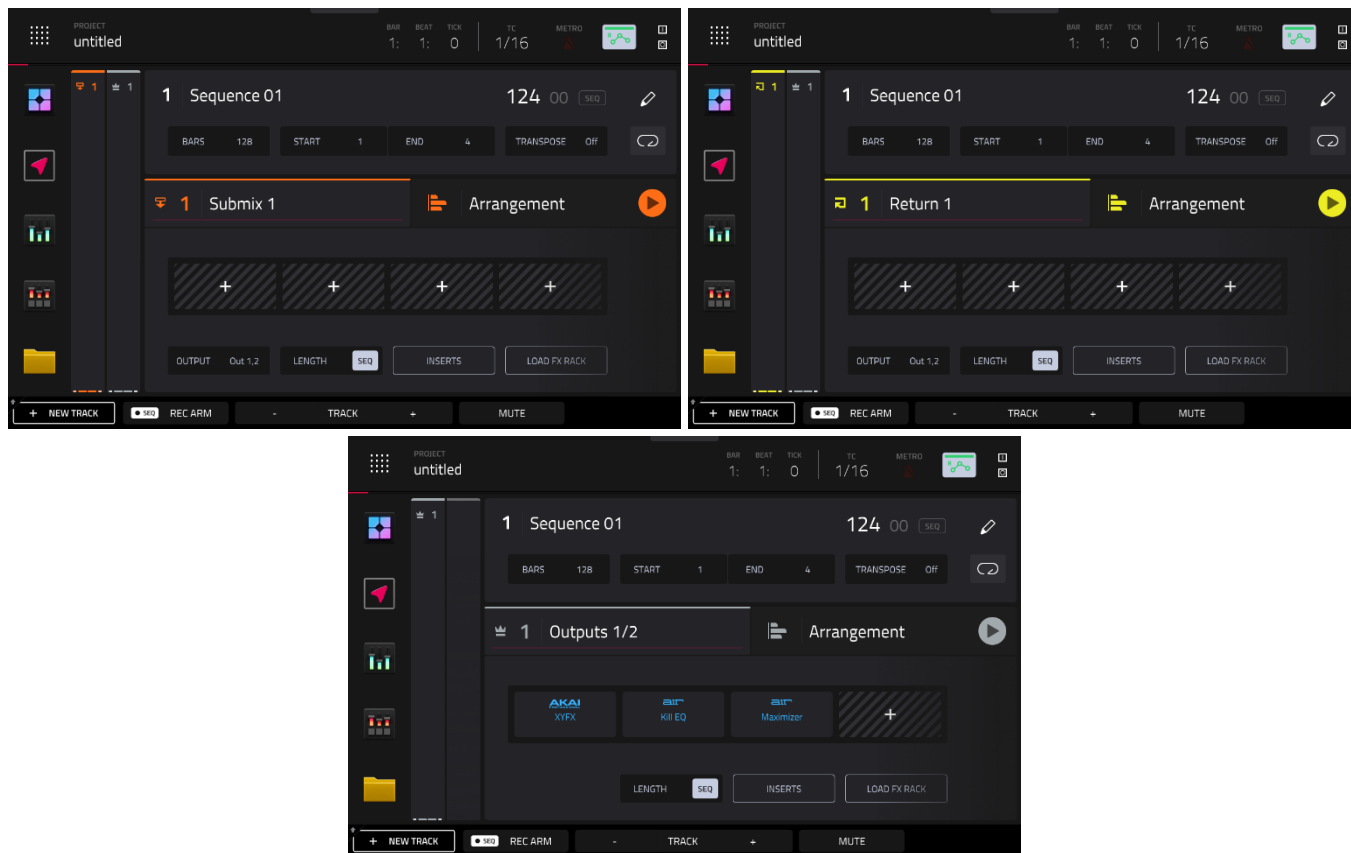 PROJECT
untitled
BAR BEAT TICK
1: 1: 0
TC
1/16
METRO
1 1
1 Sequence 01
124 00 SEQ
BARS 128 START 1 END 4 TRANSPOSE Off
1 Submix 1
Arrangement
OUTPUT Out 1,2 LENGTH SEQ INSERTS LOAD FX RACK
+ NEW TRACK SEQ REC ARM - TRACK + MUTE
PROJECT
untitled
BAR BEAT TICK
1: 1: 0
TC
1/16
METRO
1 1
1 Sequence 01
124 00 SEQ
BARS 128 START 1 END 4 TRANSPOSE Off
1 Return 1
Arrangement
OUTPUT Out 1,2 LENGTH SEQ INSERTS LOAD FX RACK
+ NEW TRACK SEQ REC ARM - TRACK + MUTE
PROJECT
untitled
BAR BEAT TICK
1: 1: 0
TC
1/16
METRO
1
1 Sequence 01
124 00 SEQ
BARS 128 START 1 END 4 TRANSPOSE Off
1 Outputs 1/2
Arrangement
AKAI
XYFX
air
Kill EQ
air
Maximizer
LENGTH SEQ INSERTS LOAD FX RACK
+ NEW TRACK SEQ REC ARM - TRACK + MUTE